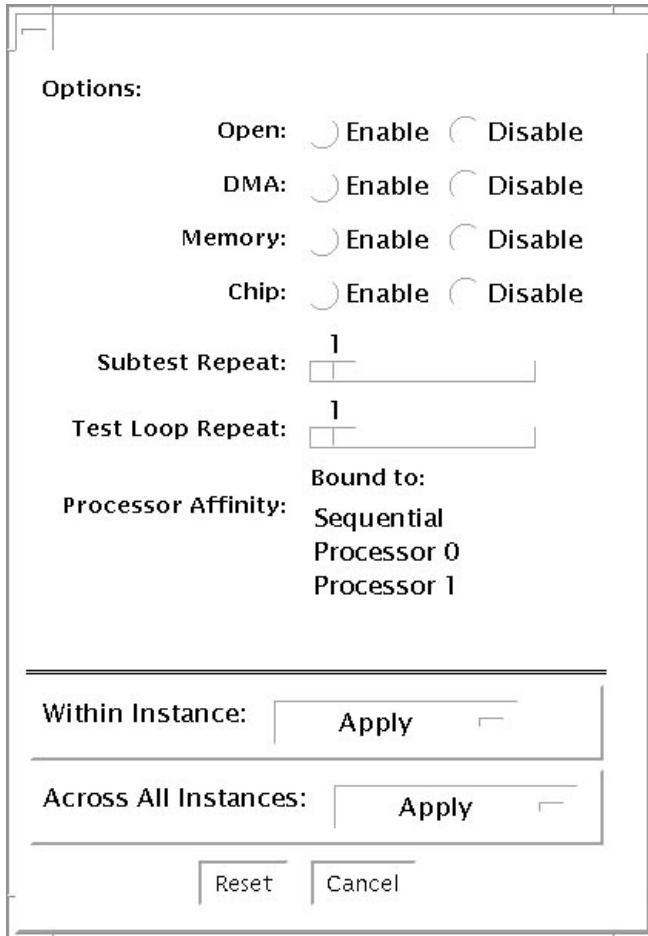 Options:
Open: Enable Disable
DMA: Enable Disable
Memory: Enable Disable
Chip: Enable Disable
1
Subtest Repeat:
1
Test Loop Repeat:
Bound to:
Processor Affinity:
Sequential
Processor 0
Processor 1
Within Instance: Apply
Across All Instances: Apply
Reset Cancel